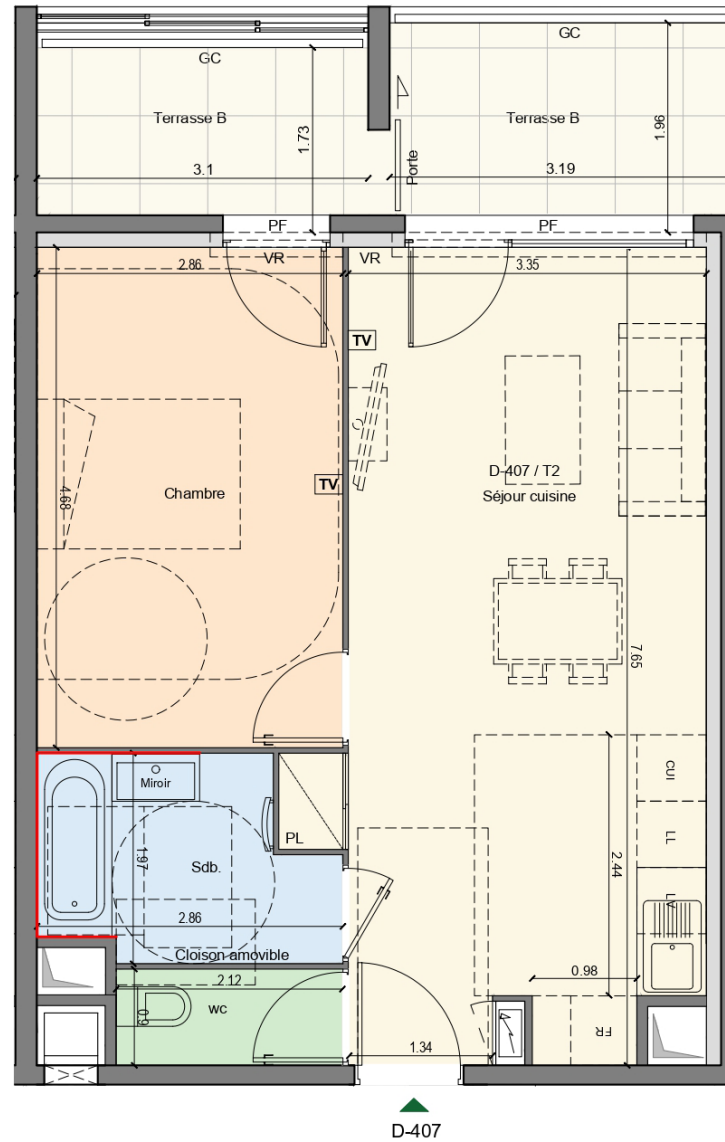 GC
GC
Terrasse B
Terrasse B
1.73
1.96
Porte
3.1
3.19
PF
PF
VR
VR
2.86
3.35
TV
D-407 / T2
Séjour cuisine
TV
Chambre
4.68
7.65
CUI
Miroir
LL
PL
2.44
1.97
Sdb.
LV
2.86
Cloison amovible
0.98
2.12
wc
0.9
FR
1.34
D-407